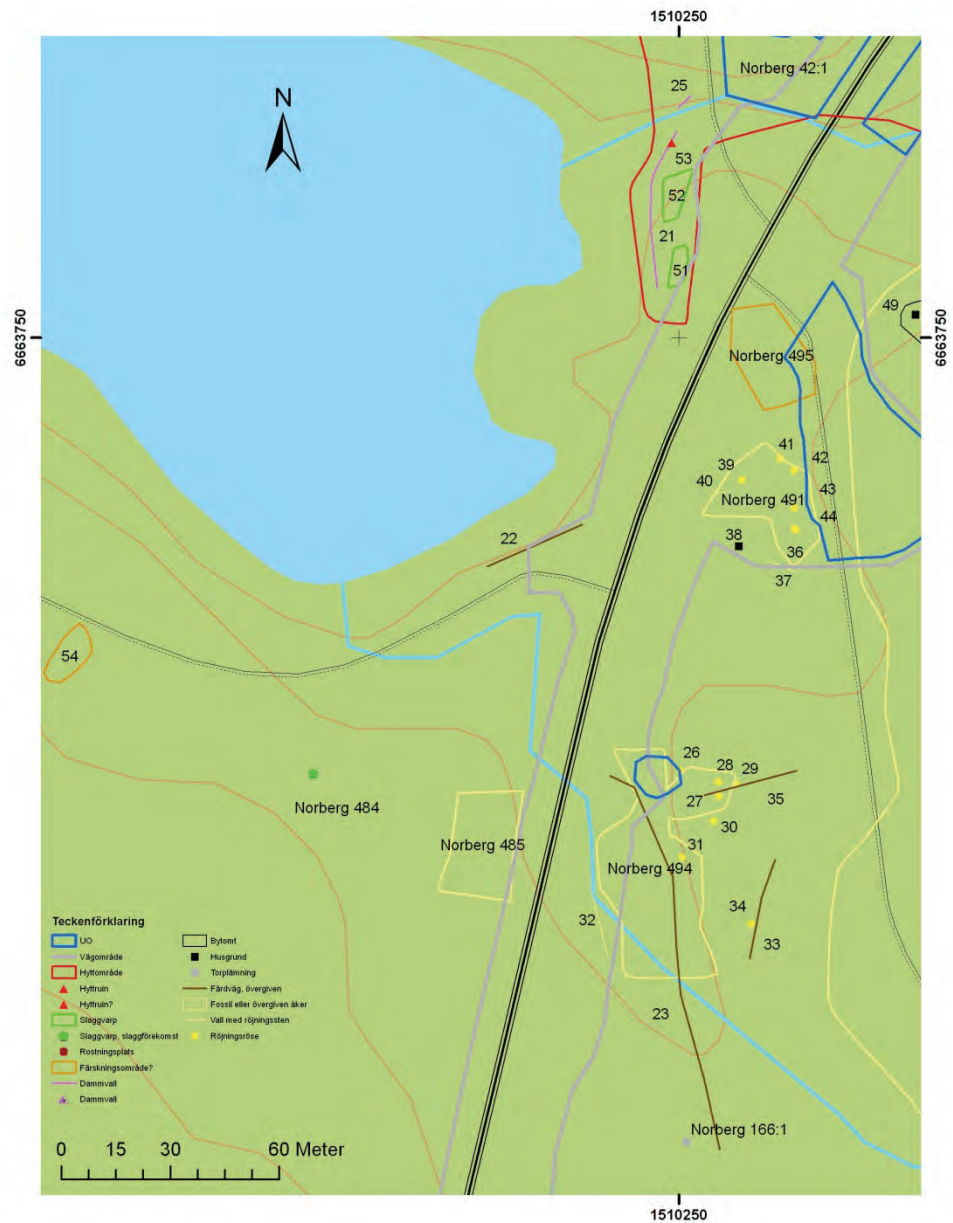 1510250
Norberg 42:1
25
N
53
52
21
51
49
6663750
6663750
Norberg 495
41
42
39
40
43
Norberg 491
44
38
36
22
37
54
26
28
29
27
35
Norberg 484
30
Norberg 485
31
Norberg 494
34
32
33
23
Teckenförklaring
UO
Vägområde
Hyttområde
Hyttruin
Hyttruin?
Slaggvarp
Slaggvarp, slaggförekomst
Rostningsplats
Färskningsområde?
Dammvall
Dammvall
Bytomt
Husgrund
Torplämning
Färdväg, övergiven
Fossil eller övergiven åker
Vall med röjningssten
Röjningsröse
Norberg 166:1
0 15 30 60 Meter
1510250